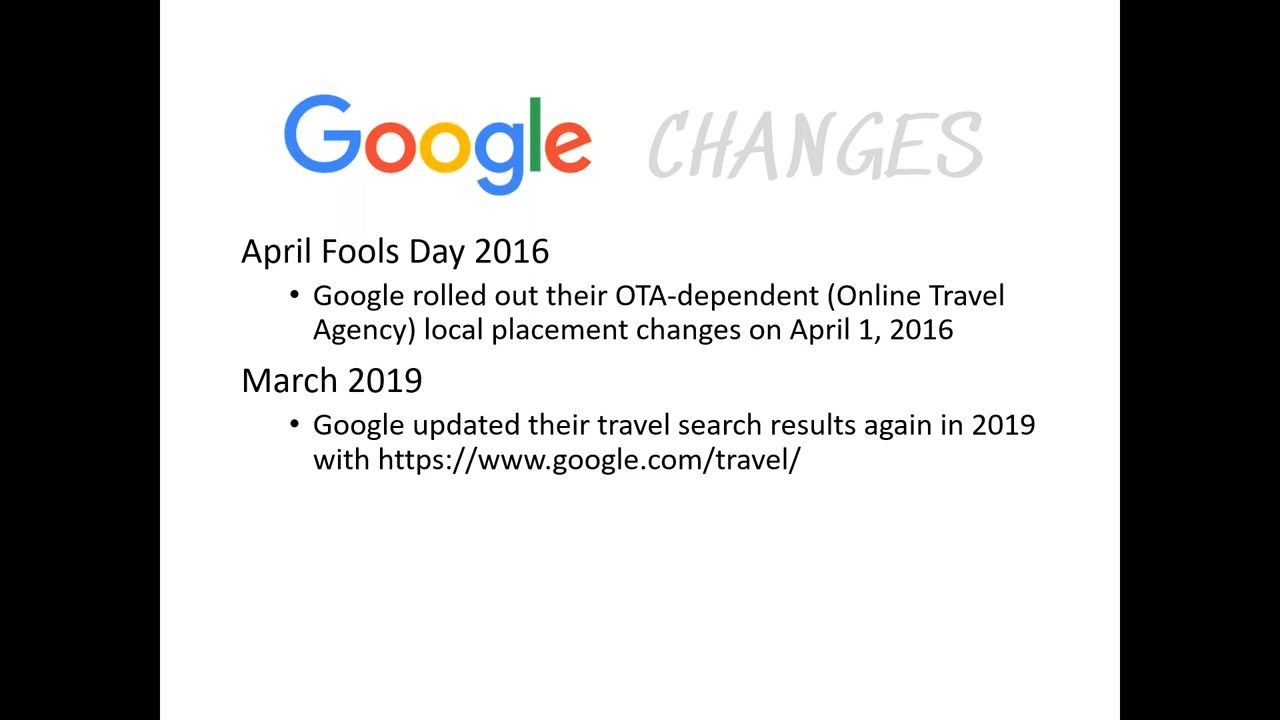 Google CHANGES
April Fools Day 2016
• Google rolled out their OTA-dependent (Online Travel
Agency) local placement changes on April 1, 2016
March 2019
• Google updated their travel search results again in 2019
with https://www.google.com/travel/